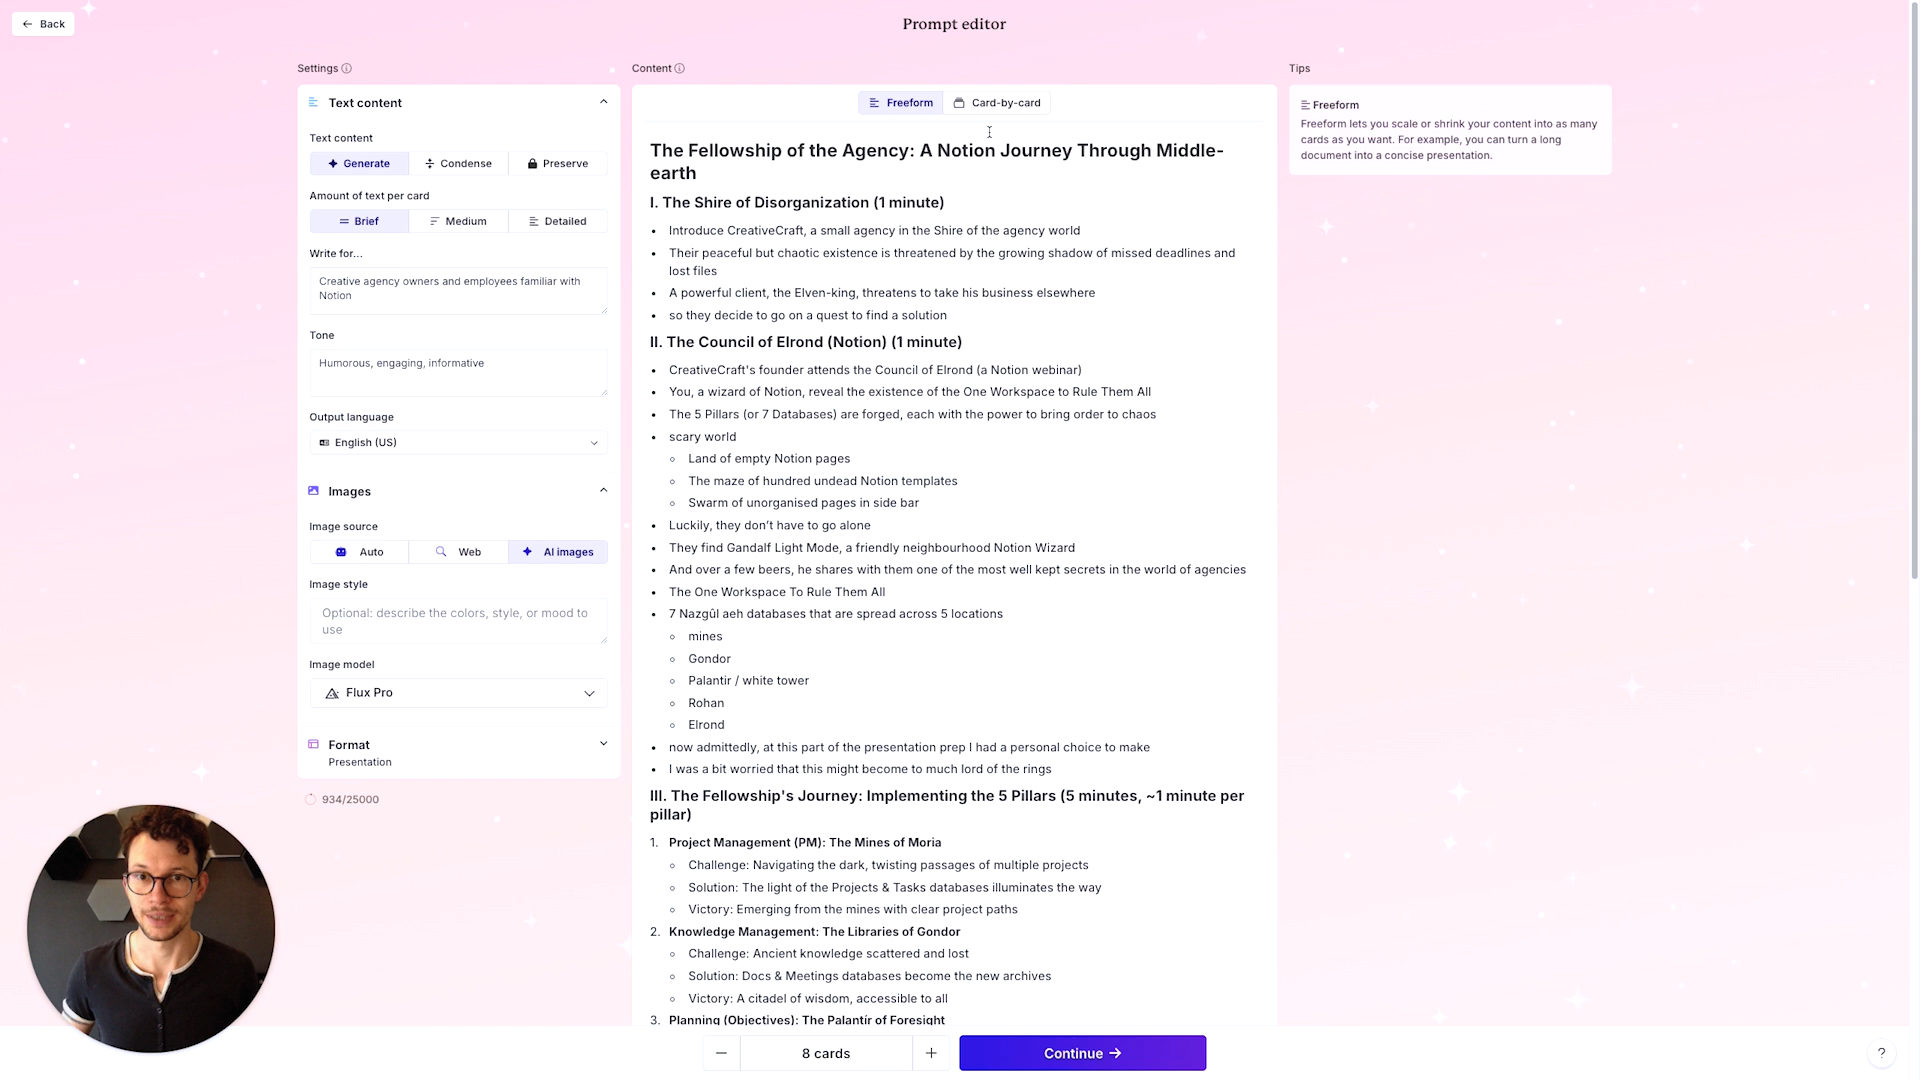 Back
Prompt editor
Settings
Content
Tips
Text content
Text content
Generate
Condense
Preserve
Amount of text per card
Brief
Medium
Detailed
Write for...
Creative agency owners and employees familiar with
Notion
Tone
Humorous, engaging, informative
Output language
English (US)
Images
Image source
Auto
Web
AI images
Image style
Optional: describe the colors, style, or mood to
use
Image model
Flux Pro
Format
Presentation
934/25000
Freeform
Card-by-card
The Fellowship of the Agency: A Notion Journey Through Middle-
earth
I. The Shire of Disorganization (1 minute)
• Introduce CreativeCraft, a small agency in the Shire of the agency world
• Their peaceful but chaotic existence is threatened by the growing shadow of missed deadlines and
lost files
• A powerful client, the Elven-king, threatens to take his business elsewhere
• so they decide to go on a quest to find a solution
II. The Council of Elrond (Notion) (1 minute)
• CreativeCraft's founder attends the Council of Elrond (a Notion webinar)
• You, a wizard of Notion, reveal the existence of the One Workspace to Rule Them All
• The 5 Pillars (or 7 Databases) are forged, each with the power to bring order to chaos
• scary world
◦ Land of empty Notion pages
◦ The maze of hundred undead Notion templates
◦ Swarm of unorganised pages in side bar
• Luckily, they don’t have to go alone
• They find Gandalf Light Mode, a friendly neighbourhood Notion Wizard
• And over a few beers, he shares with them one of the most well kept secrets in the world of agencies
• The One Workspace To Rule Them All
• 7 Nazgûl aeh databases that are spread across 5 locations
◦ mines
◦ Gondor
◦ Palantir / white tower
◦ Rohan
◦ Elrond
• now admittedly, at this part of the presentation prep I had a personal choice to make
• I was a bit worried that this might become to much lord of the rings
III. The Fellowship's Journey: Implementing the 5 Pillars (5 minutes, ~1 minute per
pillar)
1. Project Management (PM): The Mines of Moria
◦ Challenge: Navigating the dark, twisting passages of multiple projects
◦ Solution: The light of the Projects & Tasks databases illuminates the way
◦ Victory: Emerging from the mines with clear project paths
2. Knowledge Management: The Libraries of Gondor
◦ Challenge: Ancient knowledge scattered and lost
◦ Solution: Docs & Meetings databases become the new archives
◦ Victory: A citadel of wisdom, accessible to all
3. Planning (Objectives): The Palantír of Foresight
Freeform
Freeform lets you scale or shrink your content into as many
cards as you want. For example, you can turn a long
document into a concise presentation.
− 8 cards +
Continue →
?